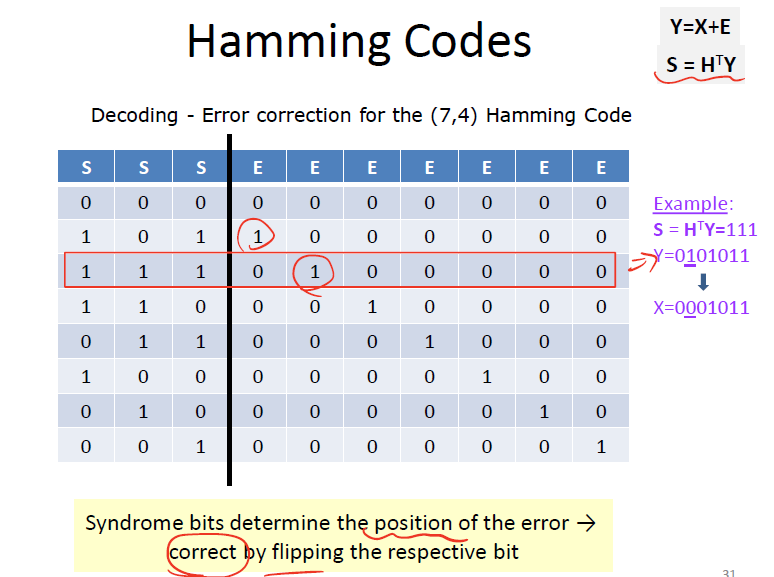 Hamming Codes
Y=X+E
S = HᵀY
Decoding - Error correction for the (7,4) Hamming Code
S S S E E E E E E E
0 0 0 0 0 0 0 0 0 0
1 0 1 1 0 0 0 0 0 0
1 1 1 0 1 0 0 0 0 0
1 1 0 0 0 1 0 0 0 0
0 1 1 0 0 0 1 0 0 0
1 0 0 0 0 0 0 1 0 0
0 1 0 0 0 0 0 0 1 0
0 0 1 0 0 0 0 0 0 1
Example:
S = HᵀY=111
Y=0101011
X=0001011
Syndrome bits determine the position of the error →
correct by flipping the respective bit
31